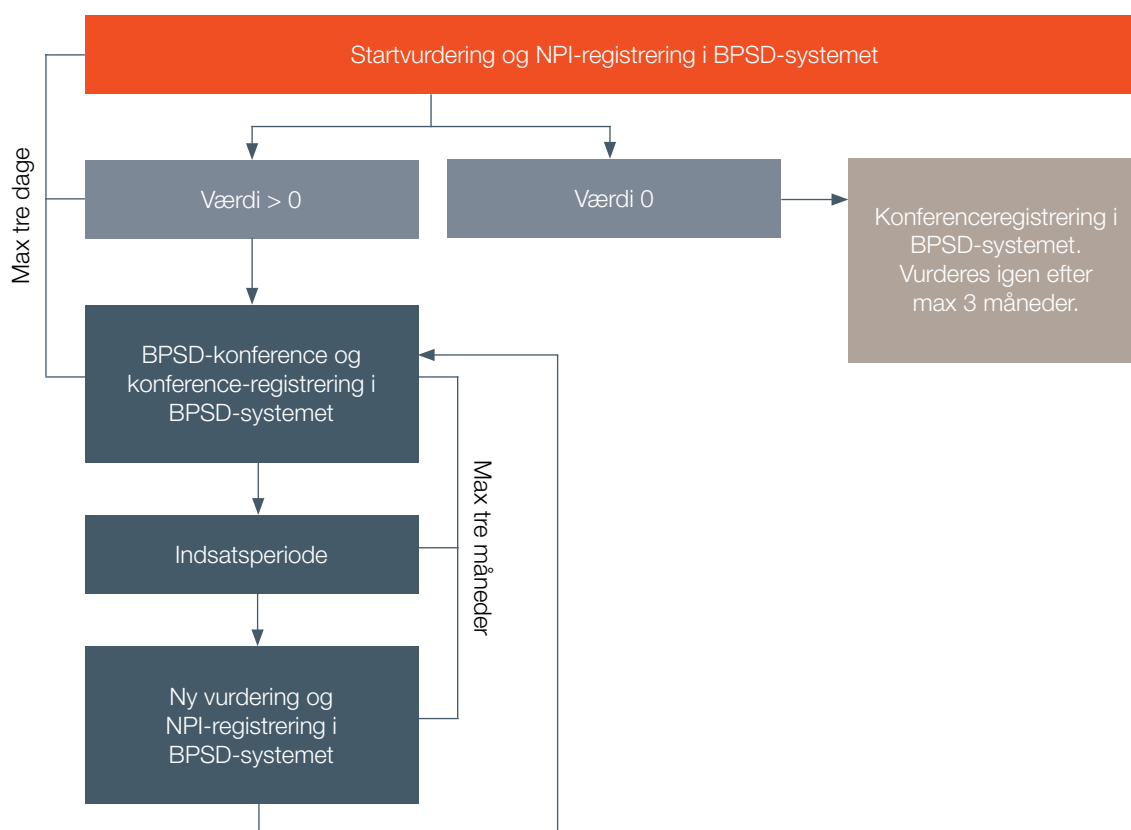 Startvurdering og NPI-registrering i BPSD-systemet
Max tre dage
Værdi > 0
Værdi 0
Konferenceregistrering i
BPSD-systemet.
Vurderes igen efter
max 3 måneder.
BPSD-konference og
konference-registrering i
BPSD-systemet
Max tre måneder
Indsatsperiode
Ny vurdering og
NPI-registrering i
BPSD-systemet